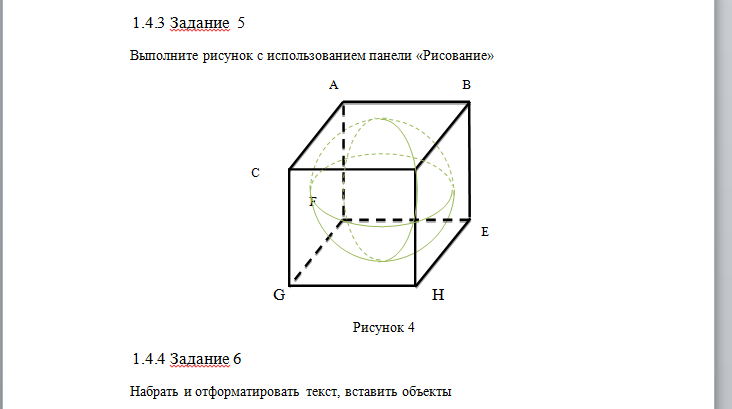 1.4.3 Задание 5
Выполните рисунок с использованием панели «Рисование»
A B
C
F
E
G H
Рисунок 4
1.4.4 Задание 6
Набрать и отформатировать текст, вставить объекты